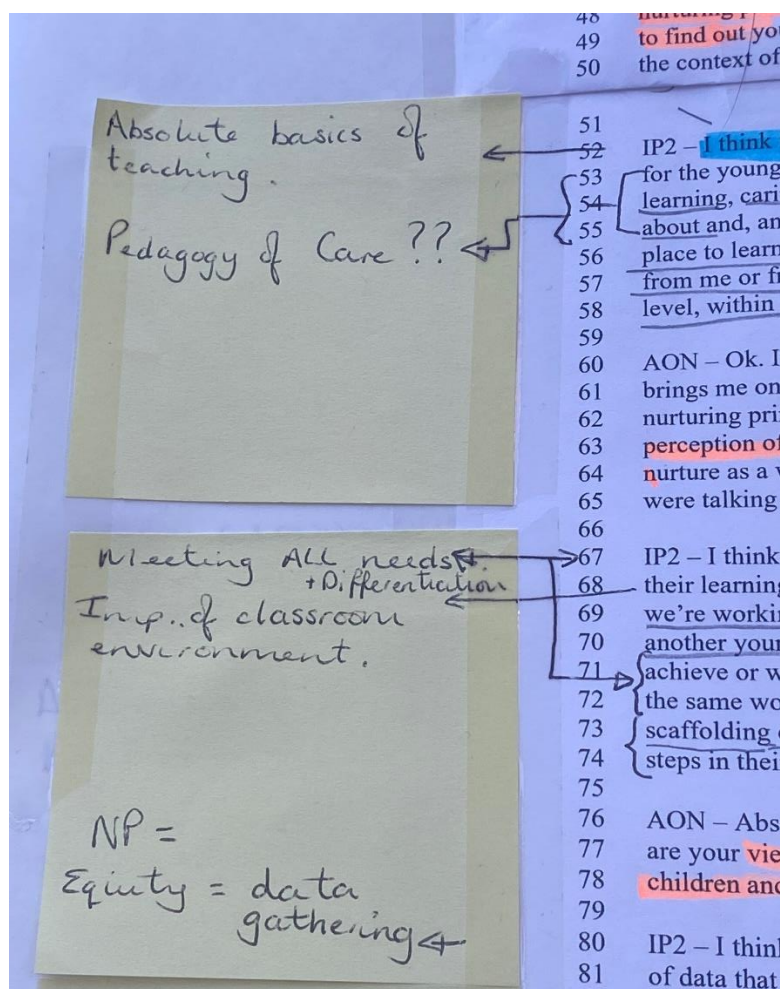 Absolute basics of
teaching.
Pedagogy of Care ??
Meeting ALL needs.
+Differentiation
Imp. of classroom
environment.
NP =
Equity = data
gathering
48
49 to find you
50 the context of
51
52 IP2 – I think
53 for the young
54 learning, cari
55 about and, an
56 place to learn
57 from me or fr
58 level, within
59
60 AON – Ok. I
61 brings me on
62 nurturing prin
63 perception of
64 nurture as a v
65 were talking
66
67 IP2 – I think
68 their learning
69 we're workin
70 another your
71 achieve or w
72 the same wo
73 scaffolding
74 steps in thei
75
76 AON – Abs
77 are your vie
78 children and
79
80 IP2 – I think
81 of data that